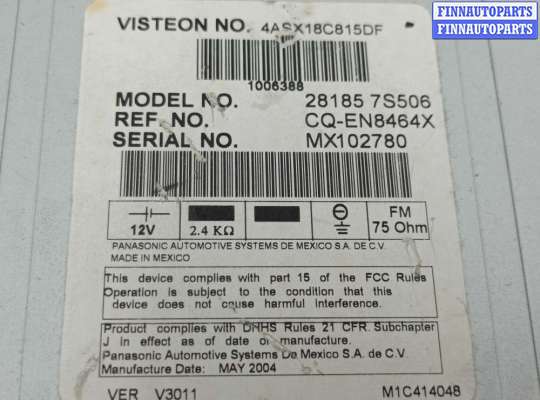 FINNAUTOPARTS
FINNAUTOPARTS
VISTEON NO. 4ASX18C815DF
1006388
MODEL NO. 28185 7S506
REF. NO. CQ-EN8464X
SERIAL NO. MX102780
12V 2.4 KΩ FM 75 Ohm
PANASONIC AUTOMOTIVE SYSTEMS DE MEXICO S.A. DE C.V.
MADE IN MEXICO
This device complies with part 15 of the FCC Rules
Operation is subject to the condition that this
device does not cause harmful interference.
Product complies with DHHS Rules 21 CFR Subchapter
J in effect as of date of manufacture.
Panasonic Automotive Systems De Mexico S.A. de C.V.
Manufacture Date: MAY 2004
VER V3011 M1C414048